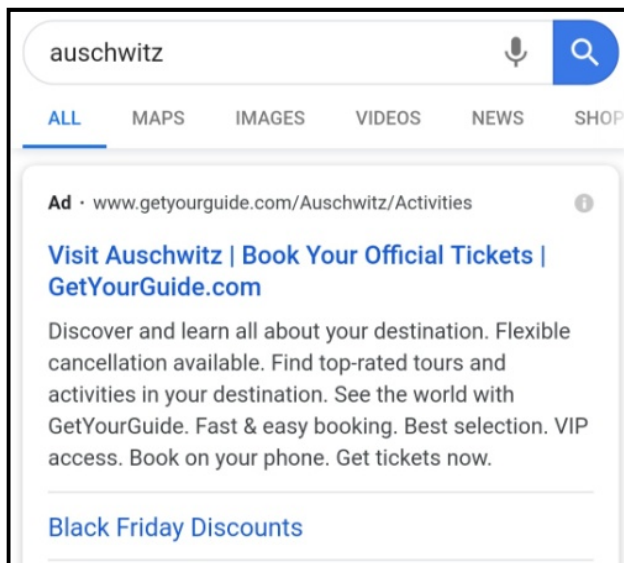 auschwitz
ALL MAPS IMAGES VIDEOS NEWS SHOP
Ad · www.getyourguide.com/Auschwitz/Activities
Visit Auschwitz | Book Your Official Tickets |
GetYourGuide.com
Discover and learn all about your destination. Flexible
cancellation available. Find top-rated tours and
activities in your destination. See the world with
GetYourGuide. Fast & easy booking. Best selection. VIP
access. Book on your phone. Get tickets now.
Black Friday Discounts